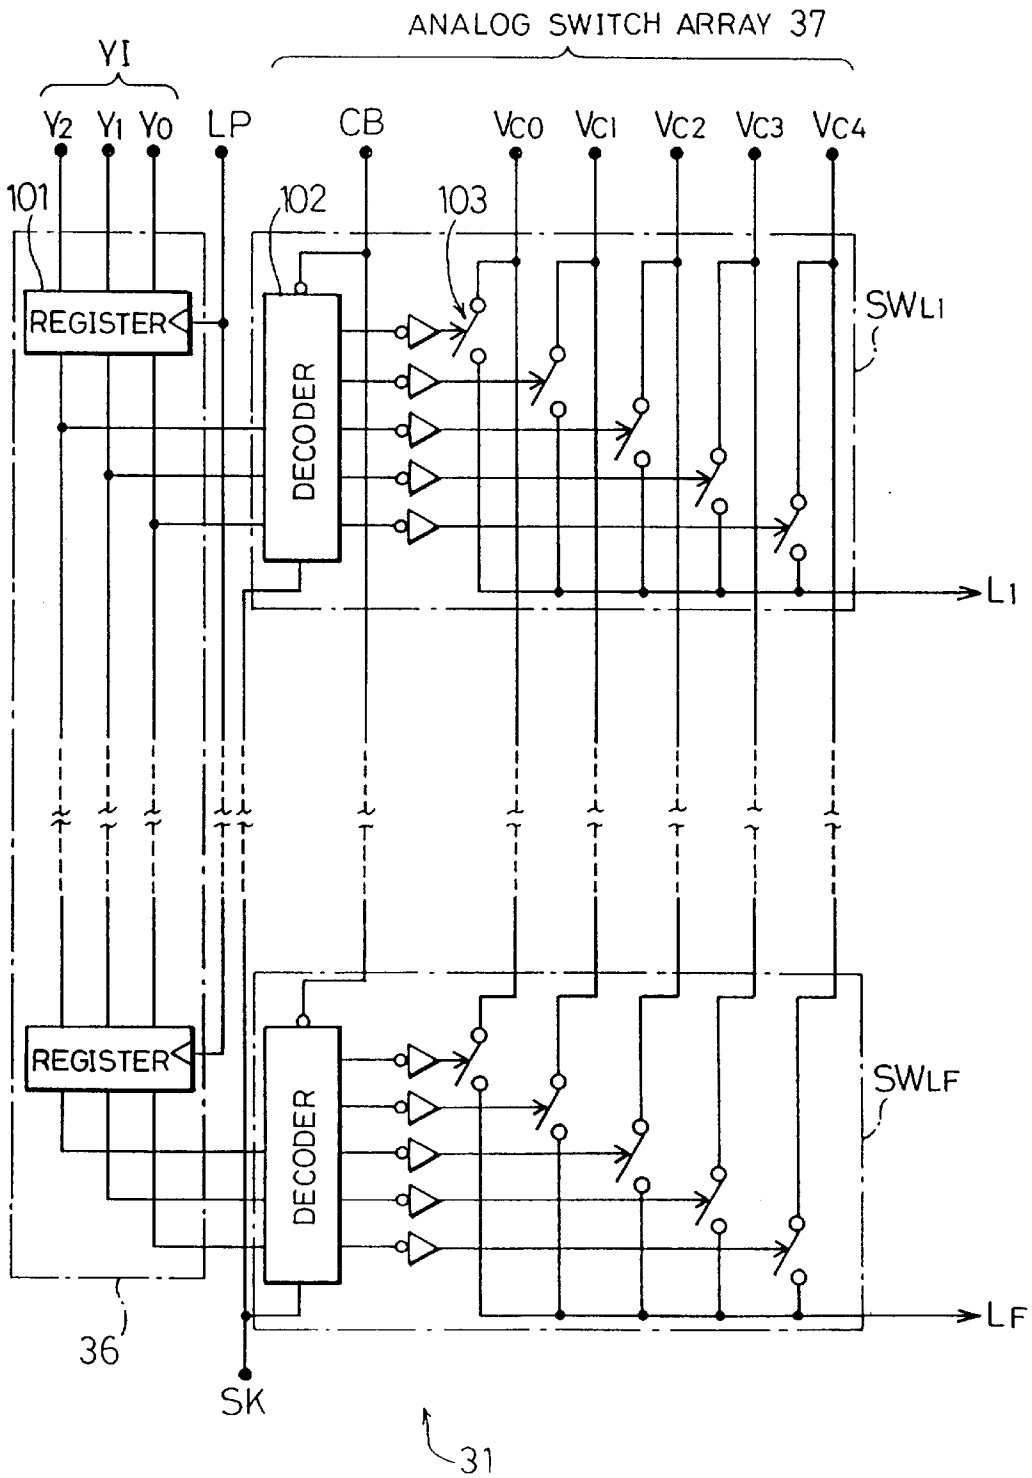 ANALOG SWITCH ARRAY 37
YI
Y2 Y1 Y0 LP CB VC0 VC1 VC2 VC3 VC4
101 102 103
REGISTER
DECODER
SWL1
L1
REGISTER
DECODER
SWLF
LF
36
SK
31